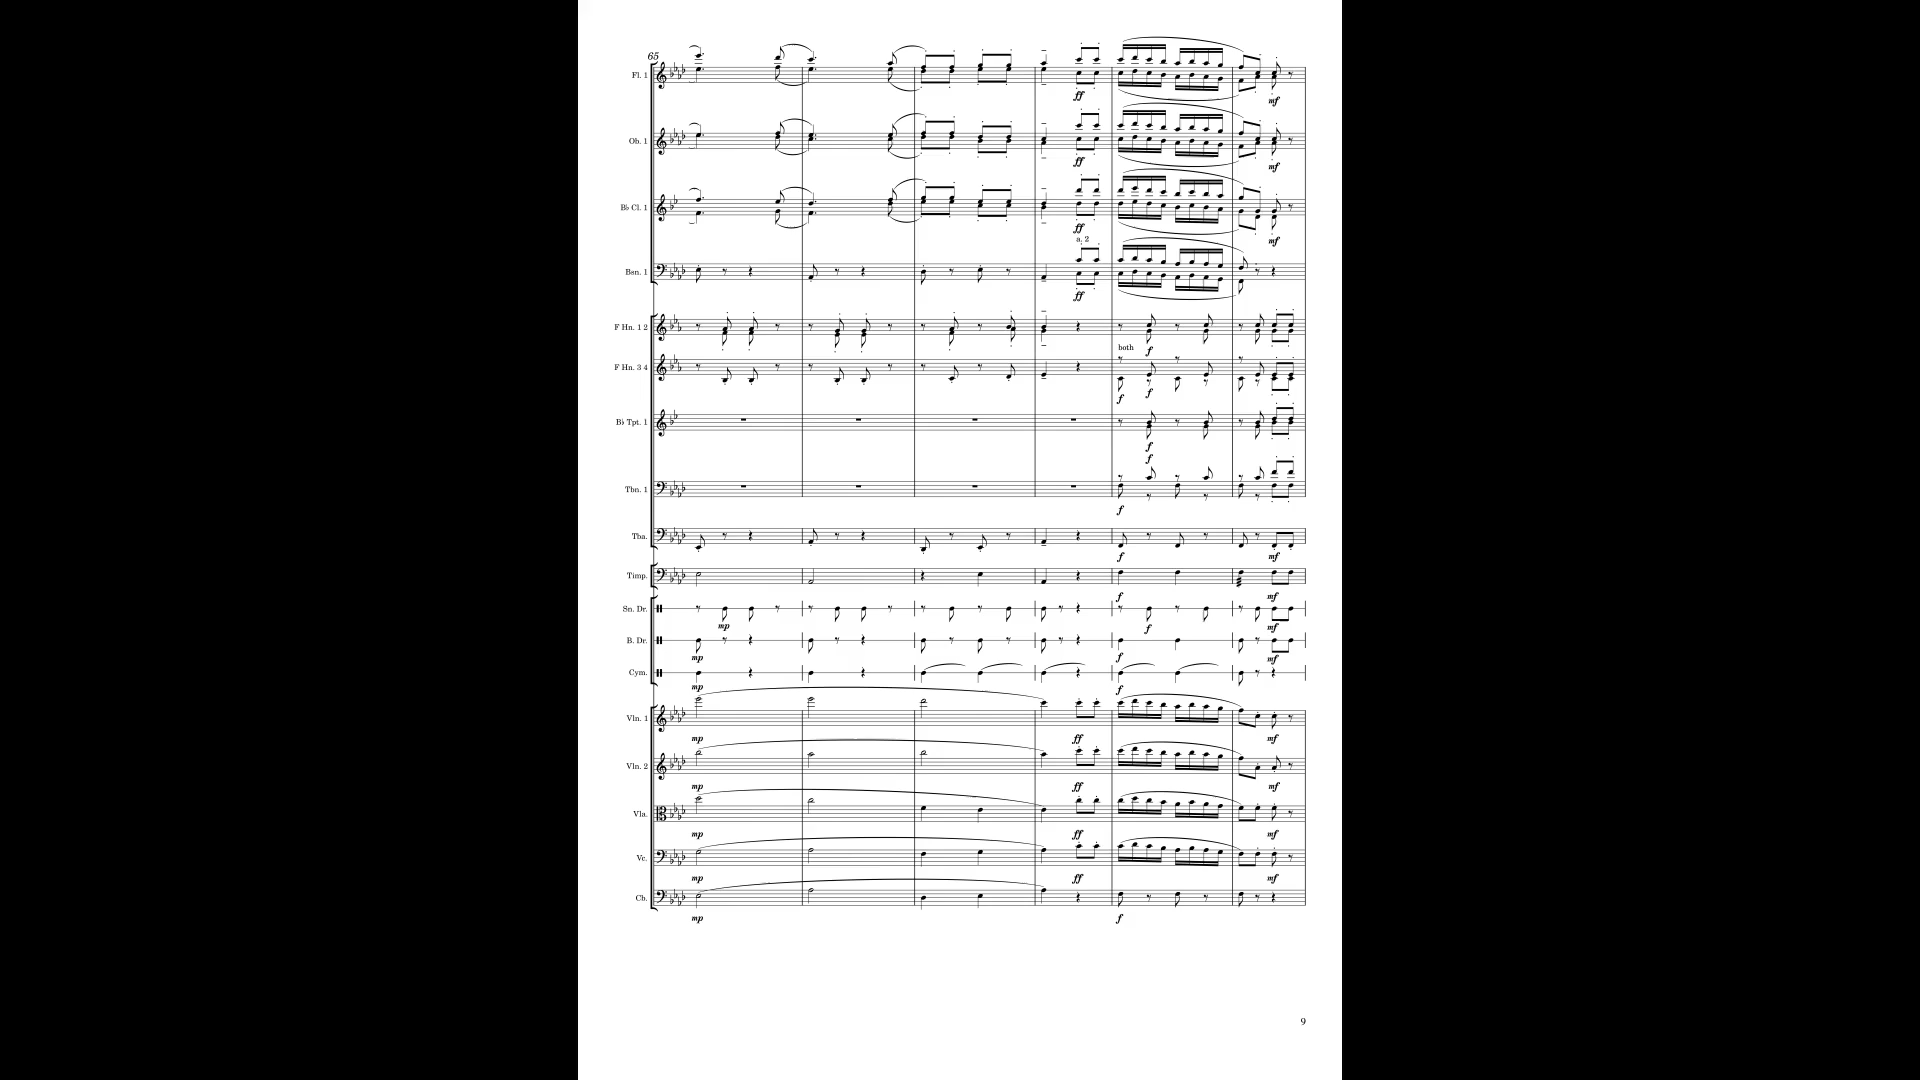 65
Fl. 1
ff
mf
Ob. 1
ff
mf
B♭ Cl. 1
ff
mf
a. 2
Bsn. 1
ff
F Hn. 1 2
f
both
F Hn. 3 4
f
f
B♭ Tpt. 1
f
f
Tbn. 1
f
Tba.
f
mf
Timp.
f
mf
Sn. Dr.
mp
f
mf
B. Dr.
mp
f
mf
Cym.
mp
f
Vln. 1
mp
ff
mf
Vln. 2
mp
ff
mf
Vla.
mp
ff
mf
Vc.
mp
ff
mf
Cb.
mp
f
9